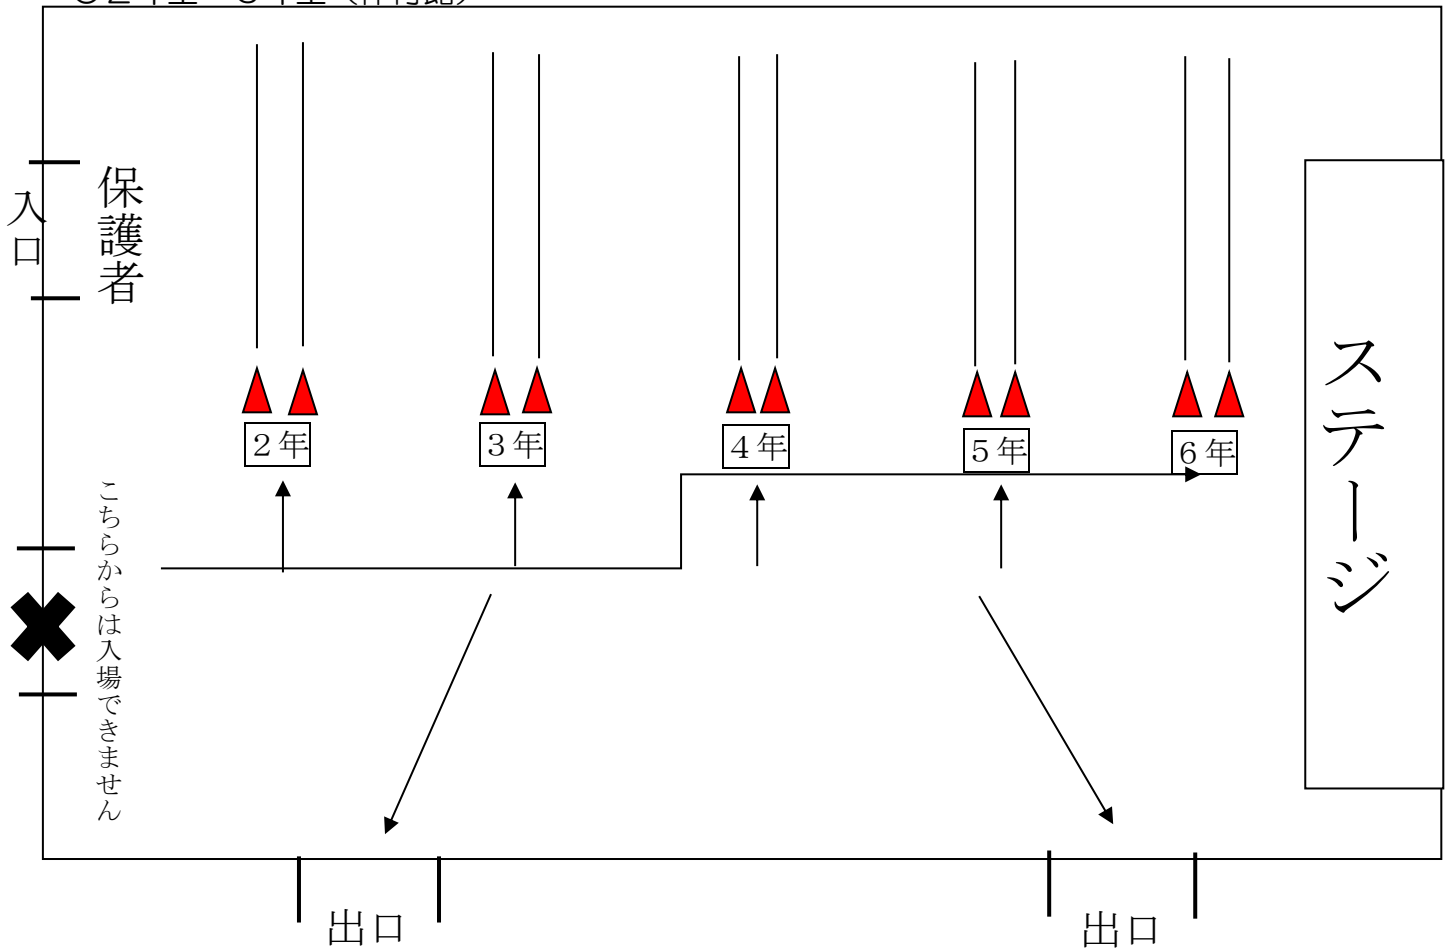 入口
保護者
２年
３年
４年
５年
６年
ステージ
こちらからは入場できません
出口
出口